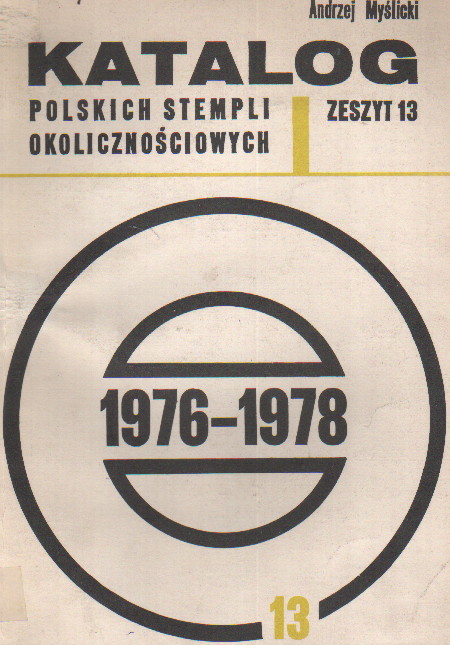 Andrzej Myślicki
KATALOG
POLSKICH STEMPLI
OKOLICZNOŚCIOWYCH
ZESZYT 13
1976-1978
13